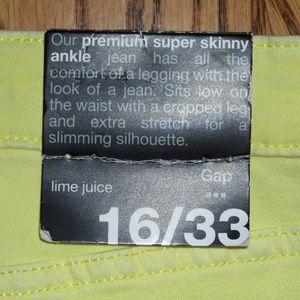 Our premium super skinny
ankle jean has all the
comfort of a legging with the
look of a jean. Sits low on
the waist with a cropped leg
and extra stretch for a
slimming silhouette.
lime juice
Gap
16/33